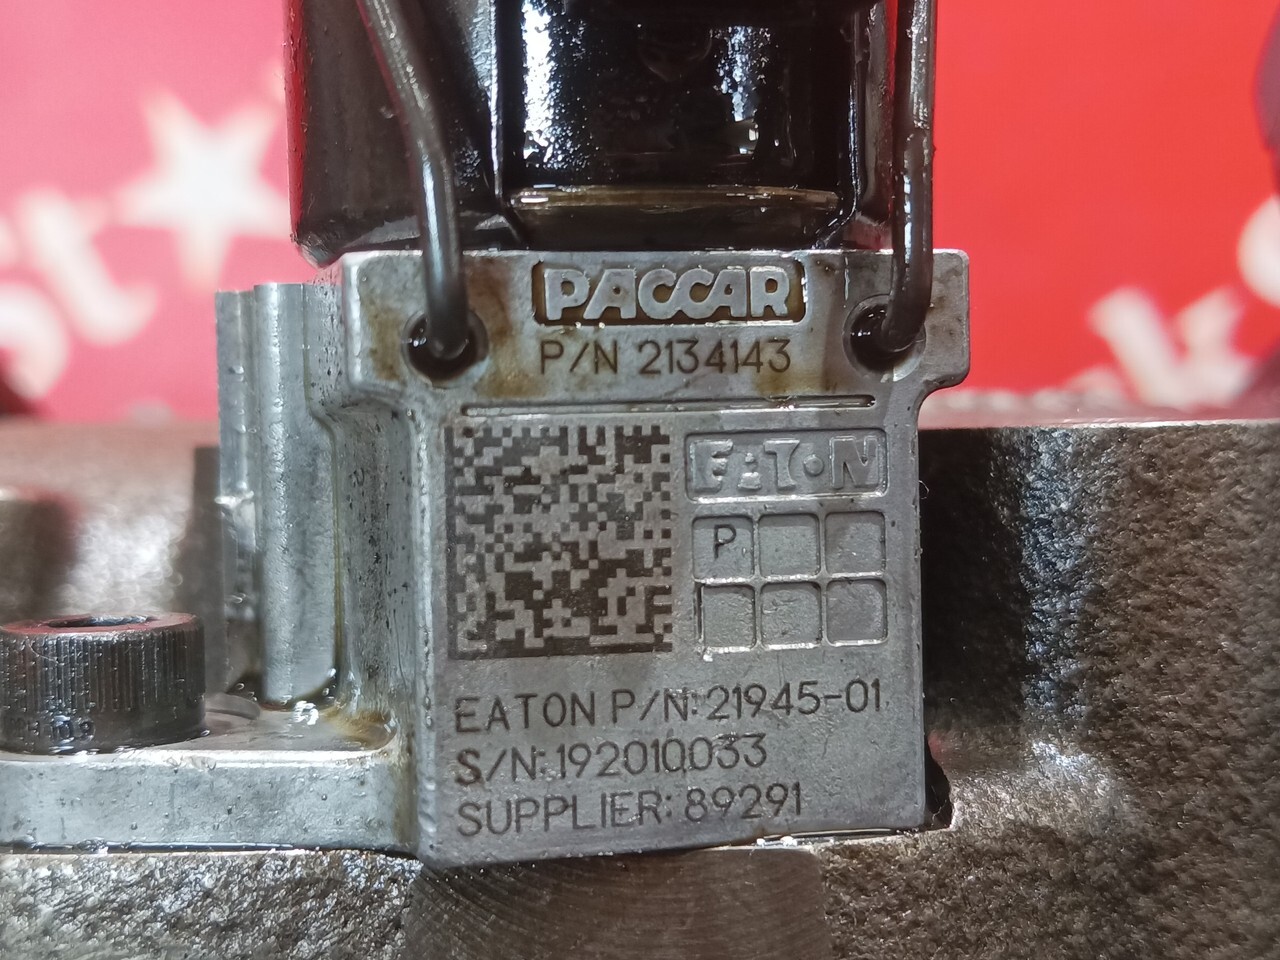 PACCAR
P/N 2134143
EATON
P
EATON P/N: 21945-01
S/N: 192010033
SUPPLIER: 89291